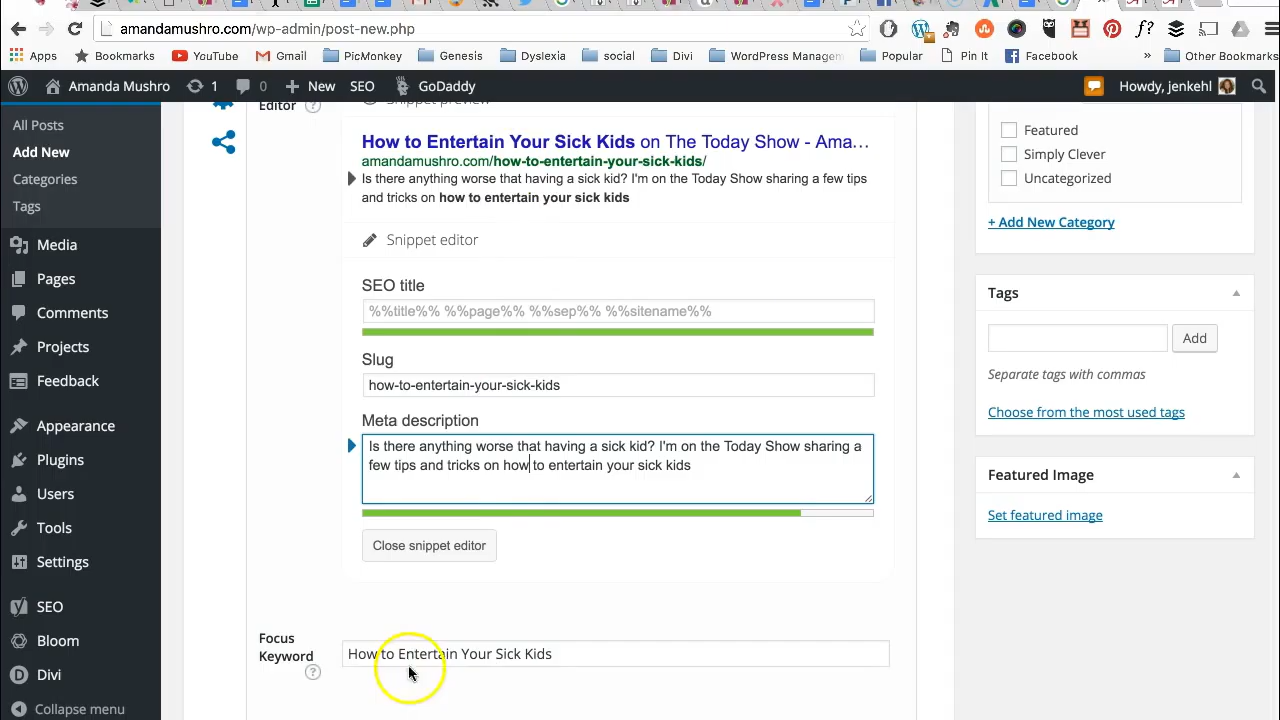 amandamushro.com/wp-admin/post-new.php
Apps Bookmarks YouTube Gmail PicMonkey Genesis Dyslexia social Divi WordPress Managem Popular Pin It Facebook » Other Bookmarks
Amanda Mushro 1 0 New SEO GoDaddy Howdy, jenkehl
All Posts
Add New
Categories
Tags
Media
Pages
Comments
Projects
Feedback
Appearance
Plugins
Users
Tools
Settings
SEO
Bloom
Divi
Collapse menu
Editor ? Snippet preview
How to Entertain Your Sick Kids on The Today Show - Ama…
amandamushro.com/how-to-entertain-your-sick-kids/
Is there anything worse that having a sick kid? I'm on the Today Show sharing a few tips
and tricks on how to entertain your sick kids
Snippet editor
SEO title
%%title%% %%page%% %%sep%% %%sitename%%
Slug
how-to-entertain-your-sick-kids
Meta description
Is there anything worse that having a sick kid? I'm on the Today Show sharing a
few tips and tricks on how to entertain your sick kids
Close snippet editor
Focus
Keyword
?
How to Entertain Your Sick Kids
Featured
Simply Clever
Uncategorized
+ Add New Category
Tags
Add
Separate tags with commas
Choose from the most used tags
Featured Image
Set featured image